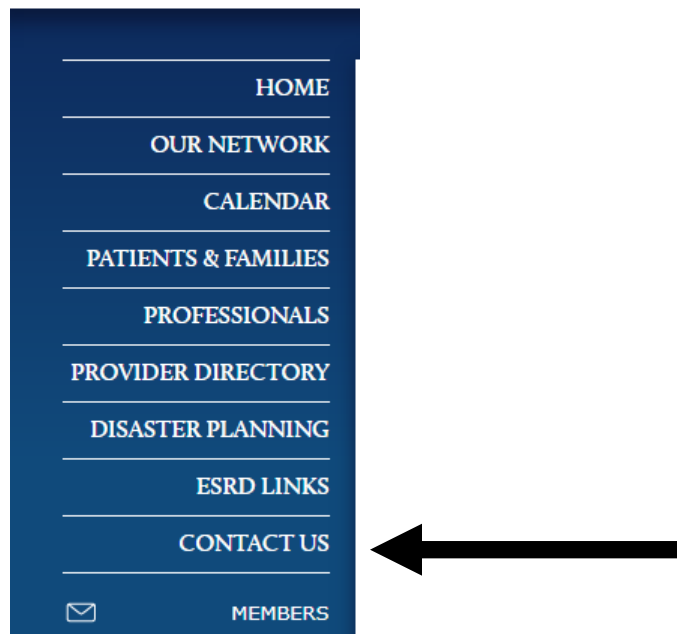 HOME
OUR NETWORK
CALENDAR
PATIENTS & FAMILIES
PROFESSIONALS
PROVIDER DIRECTORY
DISASTER PLANNING
ESRD LINKS
CONTACT US
MEMBERS